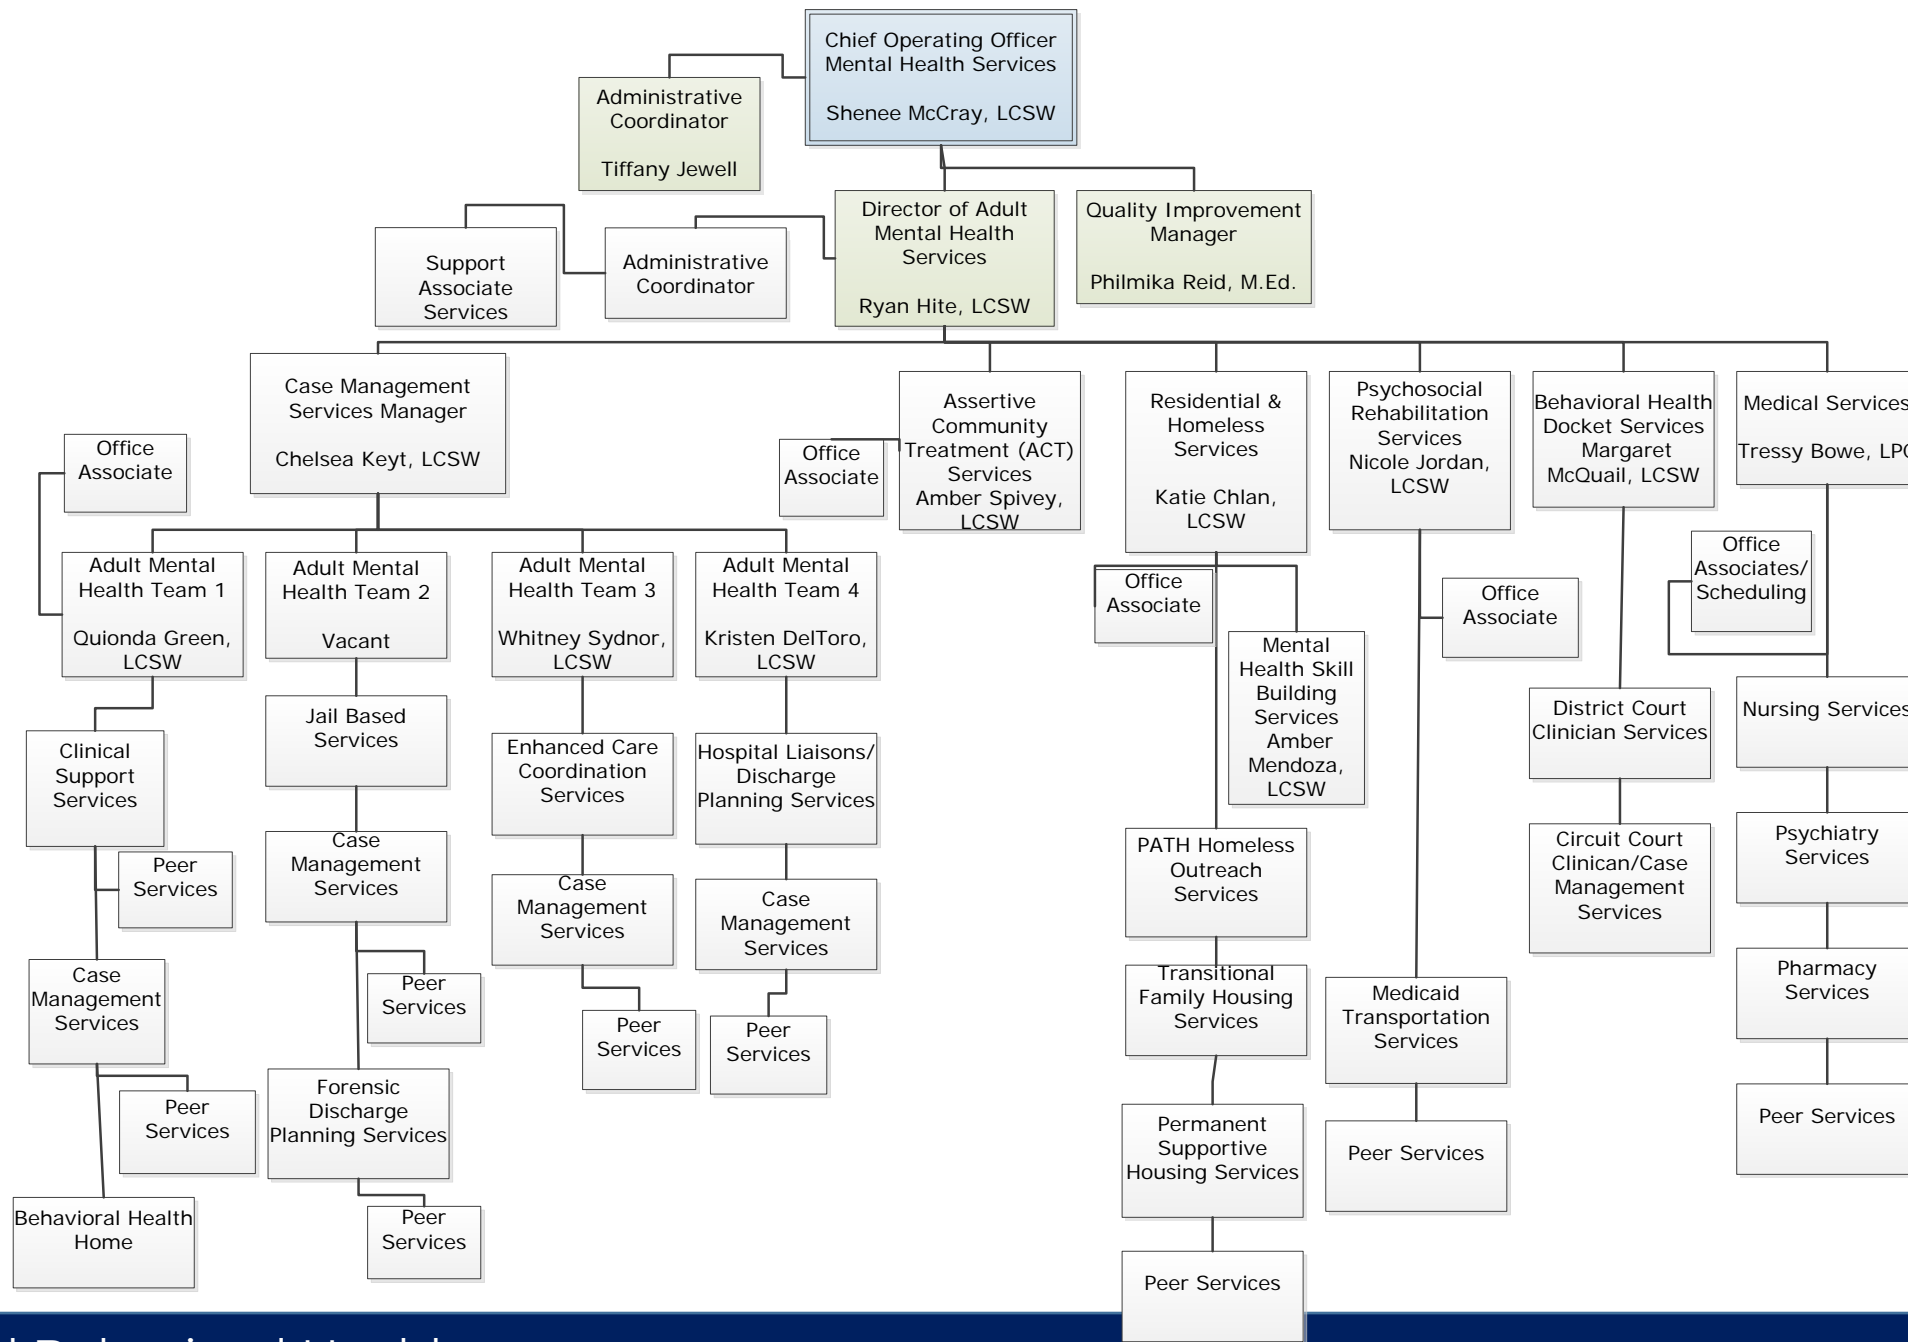 Chief Operating Officer
Mental Health Services
Shenee McCray, LCSW
Administrative
Coordinator
Tiffany Jewell
Director of Adult
Mental Health
Services
Ryan Hite, LCSW
Quality Improvement
Manager
Philmika Reid, M.Ed.
Support
Associate
Services
Administrative
Coordinator
Case Management
Services Manager
Chelsea Keyt, LCSW
Assertive
Community
Treatment (ACT)
Services
Amber Spivey,
LCSW
Residential &
Homeless
Services
Katie Chlan,
LCSW
Psychosocial
Rehabilitation
Services
Nicole Jordan,
LCSW
Behavioral Health
Docket Services
Margaret
McQuail, LCSW
Medical Services
Tressy Bowe,
Office
Associate
Office
Associate
Adult Mental
Health Team 1
Quionda Green,
LCSW
Adult Mental
Health Team 2
Vacant
Adult Mental
Health Team 3
Whitney Sydnor,
LCSW
Adult Mental
Health Team 4
Kristen DelToro,
LCSW
Office
Associate
Mental
Health Skill
Building
Services
Amber
Mendoza,
LCSW
Office
Associate
Office
Associates/
Scheduling
Clinical
Support
Services
Jail Based
Services
Enhanced Care
Coordination
Services
Hospital Liaisons/
Discharge
Planning Services
District Court
Clinician Services
Nursing Services
Peer
Services
Case
Management
Services
Case
Management
Services
Case
Management
Services
PATH Homeless
Outreach
Services
Circuit Court
Clinican/Case
Management
Services
Psychiatry
Services
Case
Management
Services
Peer
Services
Peer
Services
Peer
Services
Transitional
Family Housing
Services
Medicaid
Transportation
Services
Pharmacy
Services
Peer
Services
Forensic
Discharge
Planning Services
Permanent
Supportive
Housing Services
Peer Services
Peer Services
Behavioral Health
Home
Peer
Services
Peer Services